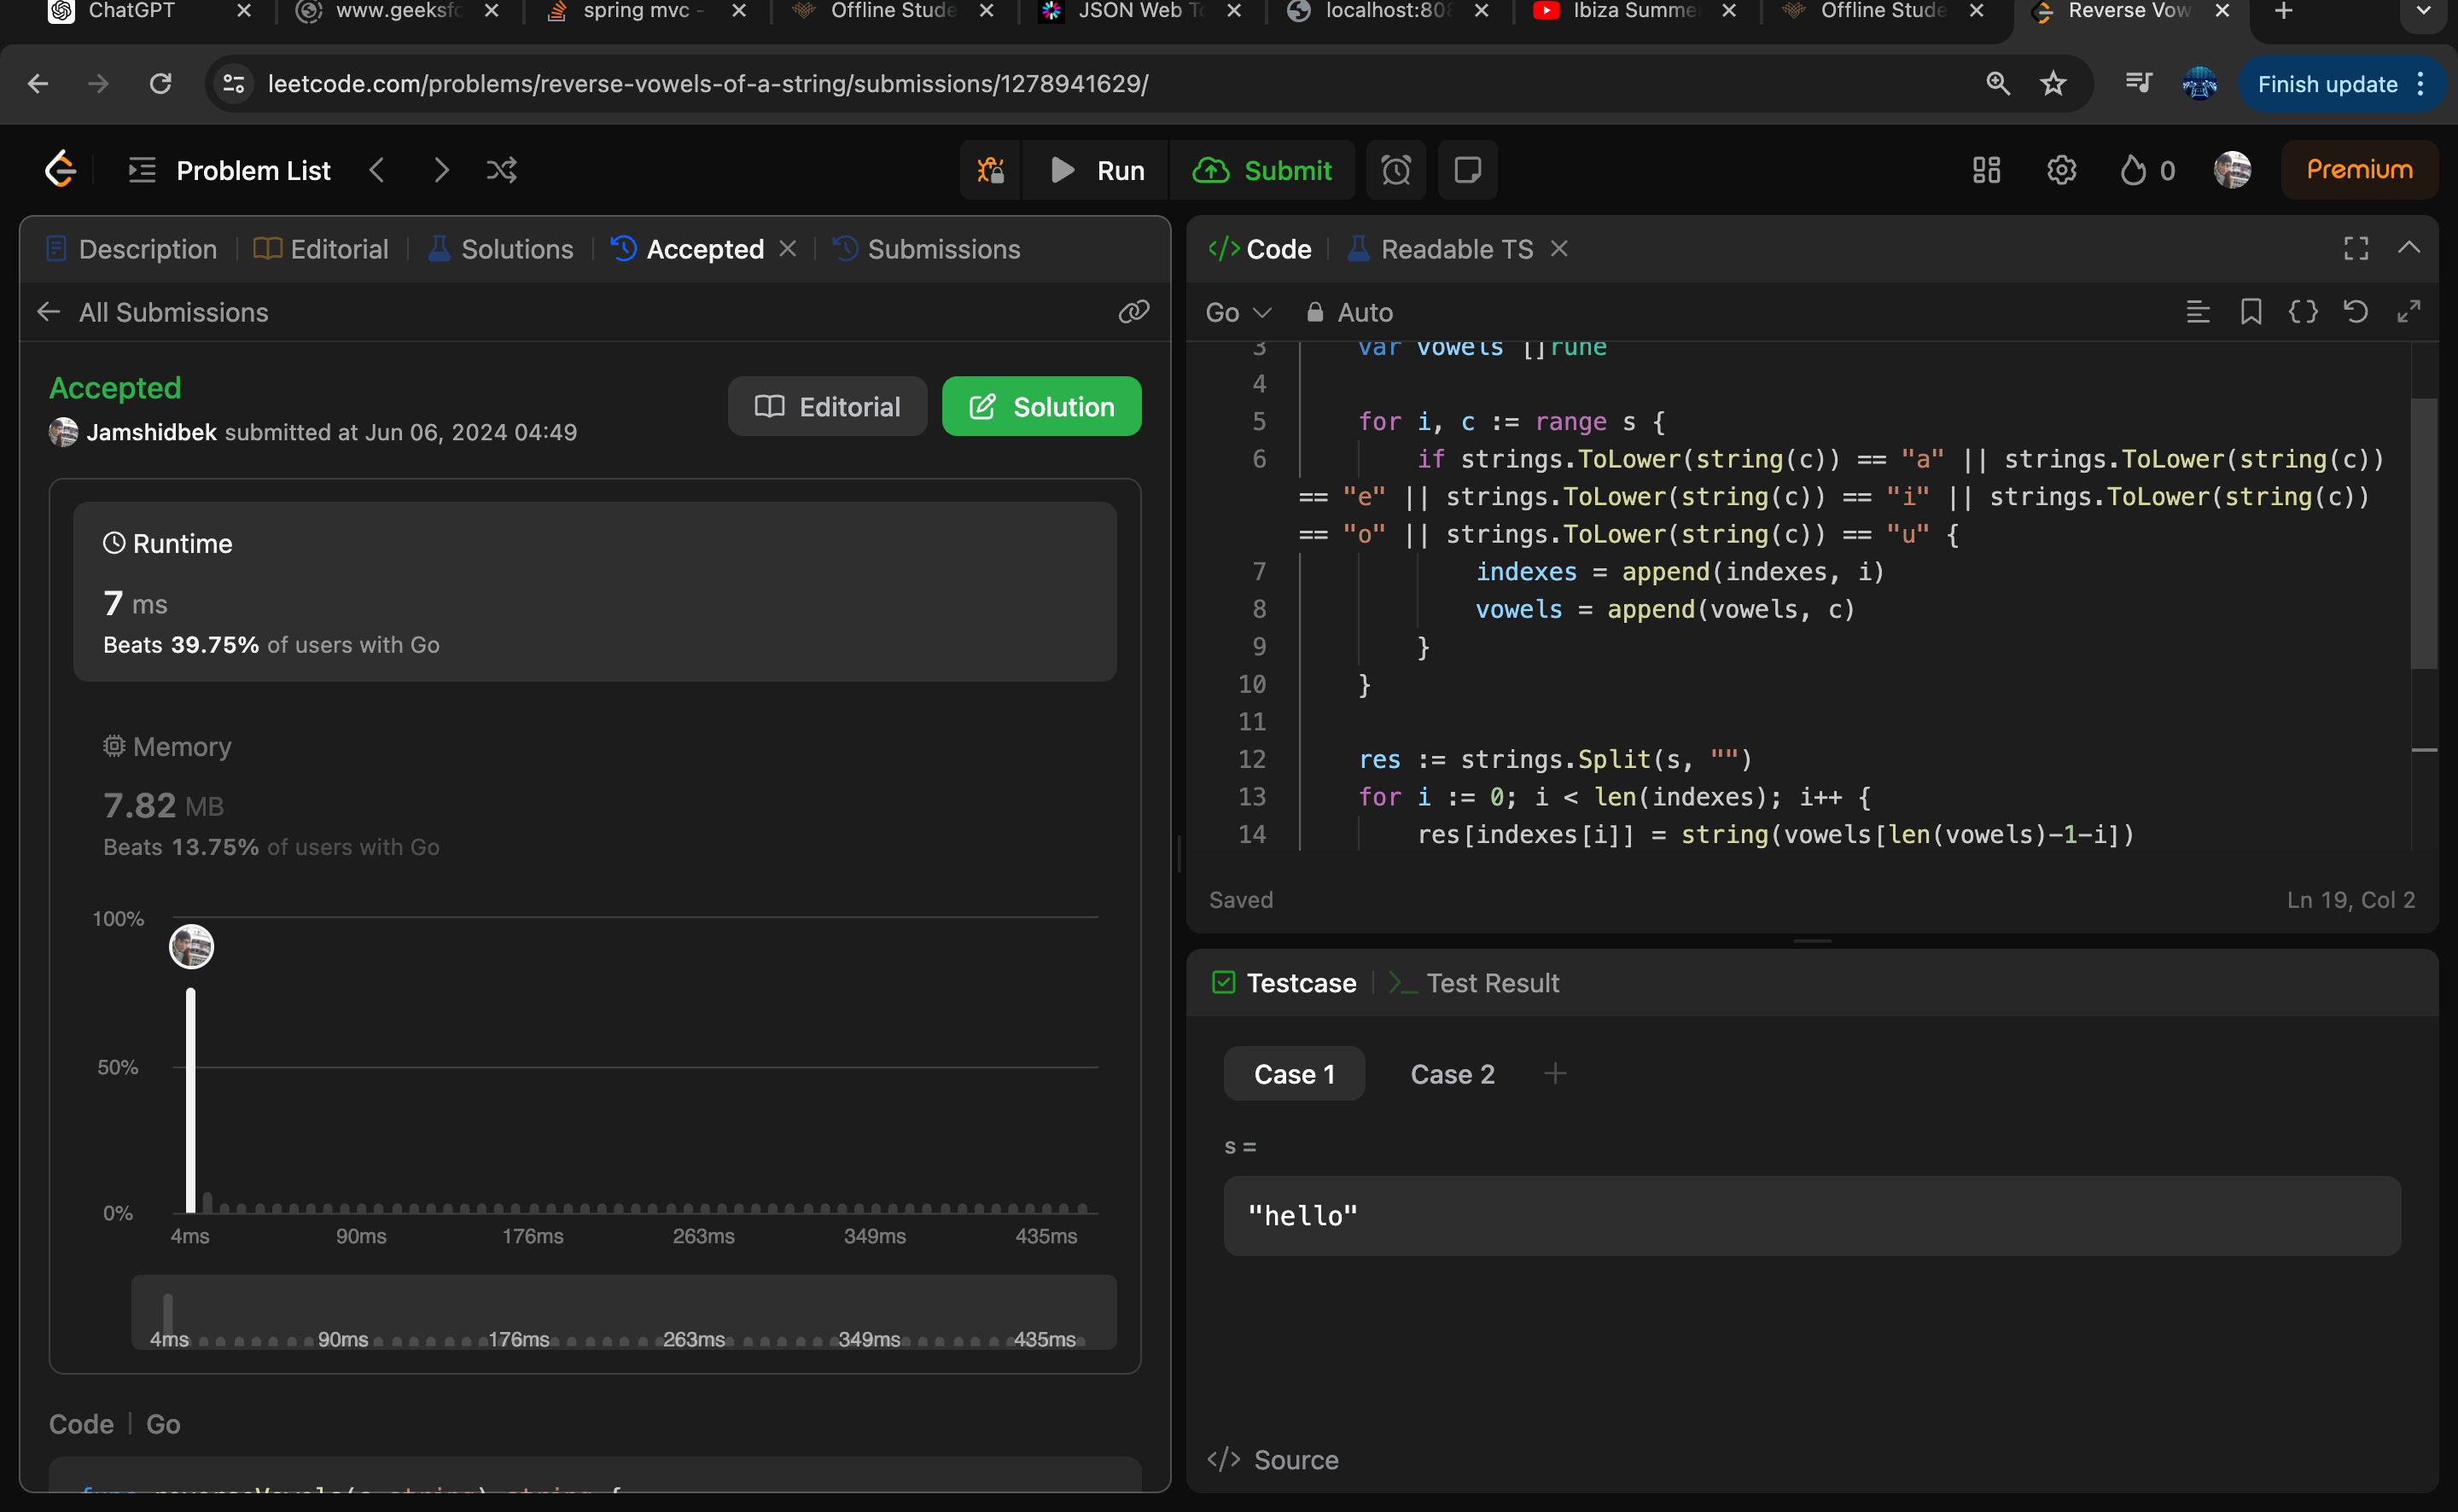 ChatGPT
www.geeksfo
spring mvc -
Offline Stude
JSON Web To
localhost:808
Ibiza Summe
Offline Stude
Reverse Vow
leetcode.com/problems/reverse-vowels-of-a-string/submissions/1278941629/
Finish update
Problem List
Run
Submit
0
Premium
Description
Editorial
Solutions
Accepted
Submissions
All Submissions
Accepted
Jamshidbek submitted at Jun 06, 2024 04:49
Editorial
Solution
Runtime
7 ms
Beats 39.75% of users with Go
Memory
7.82 MB
Beats 13.75% of users with Go
100%
50%
0%
4ms 90ms 176ms 263ms 349ms 435ms
4ms 90ms 176ms 263ms 349ms 435ms
Code | Go
func reverseVowels(s string) string {
</> Code
Readable TS
Go
Auto
3 var vowels []rune
4
5 for i, c := range s {
6 if strings.ToLower(string(c)) == "a" || strings.ToLower(string(c))
== "e" || strings.ToLower(string(c)) == "i" || strings.ToLower(string(c))
== "o" || strings.ToLower(string(c)) == "u" {
7 indexes = append(indexes, i)
8 vowels = append(vowels, c)
9 }
10 }
11
12 res := strings.Split(s, "")
13 for i := 0; i < len(indexes); i++ {
14 res[indexes[i]] = string(vowels[len(vowels)-1-i])
Saved
Ln 19, Col 2
Testcase
>_ Test Result
Case 1
Case 2
+
s =
"hello"
</> Source